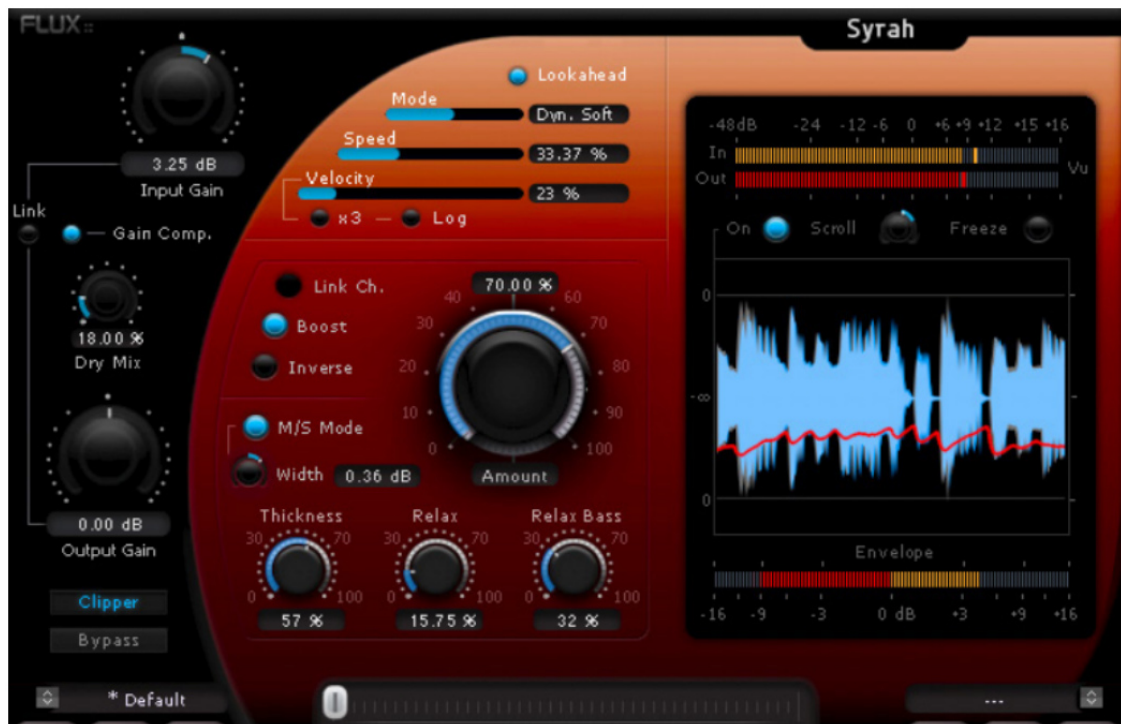 FLUX::
Syrah
Lookahead
Mode
Dyn. Soft
Speed
33.37 %
Velocity
23 %
x3
Log
3.25 dB
Input Gain
Link
Gain Comp.
18.00 %
Dry Mix
0.00 dB
Output Gain
Clipper
Bypass
* Default
Link Ch.
Boost
Inverse
M/S Mode
Width 0.36 dB
70.00 %
0 10 20 30 40 60 70 80 90 100
Amount
Thickness
30 70
0 100
57 %
Relax
30 70
0 100
15.75 %
Relax Bass
30 70
0 100
32 %
-48dB -24 -12 -6 0 +6 +9 +12 +15 +16
In
Out
Vu
On Scroll Freeze
0
-∞
0
Envelope
-16 -9 -3 0 dB +3 +9 +16
---